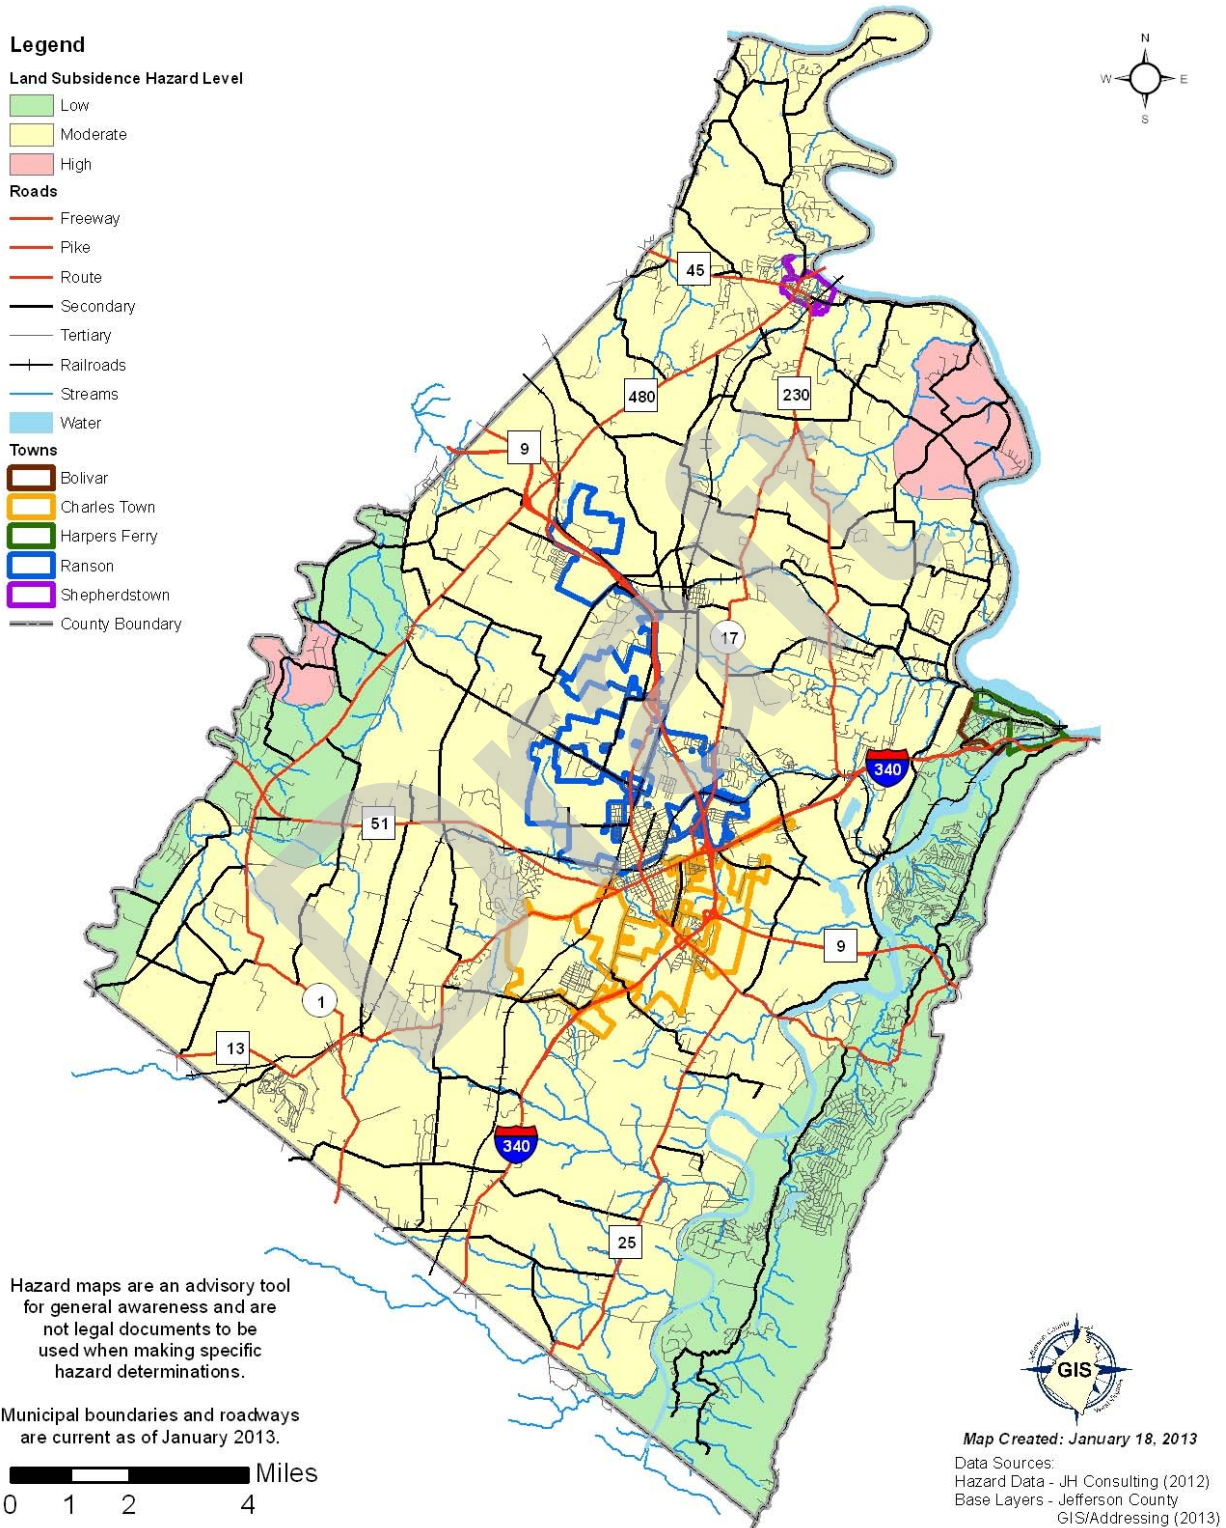 Legend
Land Subsidence Hazard Level
Low
Moderate
High
Roads
Freeway
Pike
Route
Secondary
Tertiary
Railroads
Streams
Water
Towns
Bolivar
Charles Town
Harpers Ferry
Ranson
Shepherdstown
County Boundary
N
W E
S
45
480
230
9
17
340
51
9
1
13
340
25
Draft
Hazard maps are an advisory tool
for general awareness and are
not legal documents to be
used when making specific
hazard determinations.
Municipal boundaries and roadways
are current as of January 2013.
Miles
0 1 2 4
Jefferson County
GIS
West Virginia
Map Created: January 18, 2013
Data Sources:
Hazard Data - JH Consulting (2012)
Base Layers - Jefferson County
GIS/Addressing (2013)